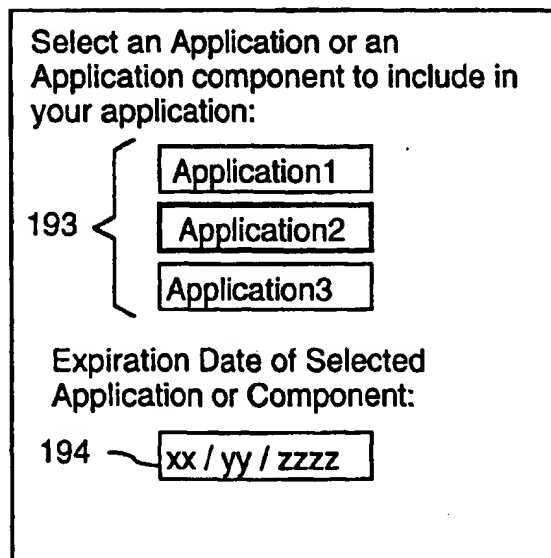 Select an Application or an
Application component to include in
your application:
Application1
193
Application2
Application3
Expiration Date of Selected
Application or Component:
194
xx / yy / zzzz